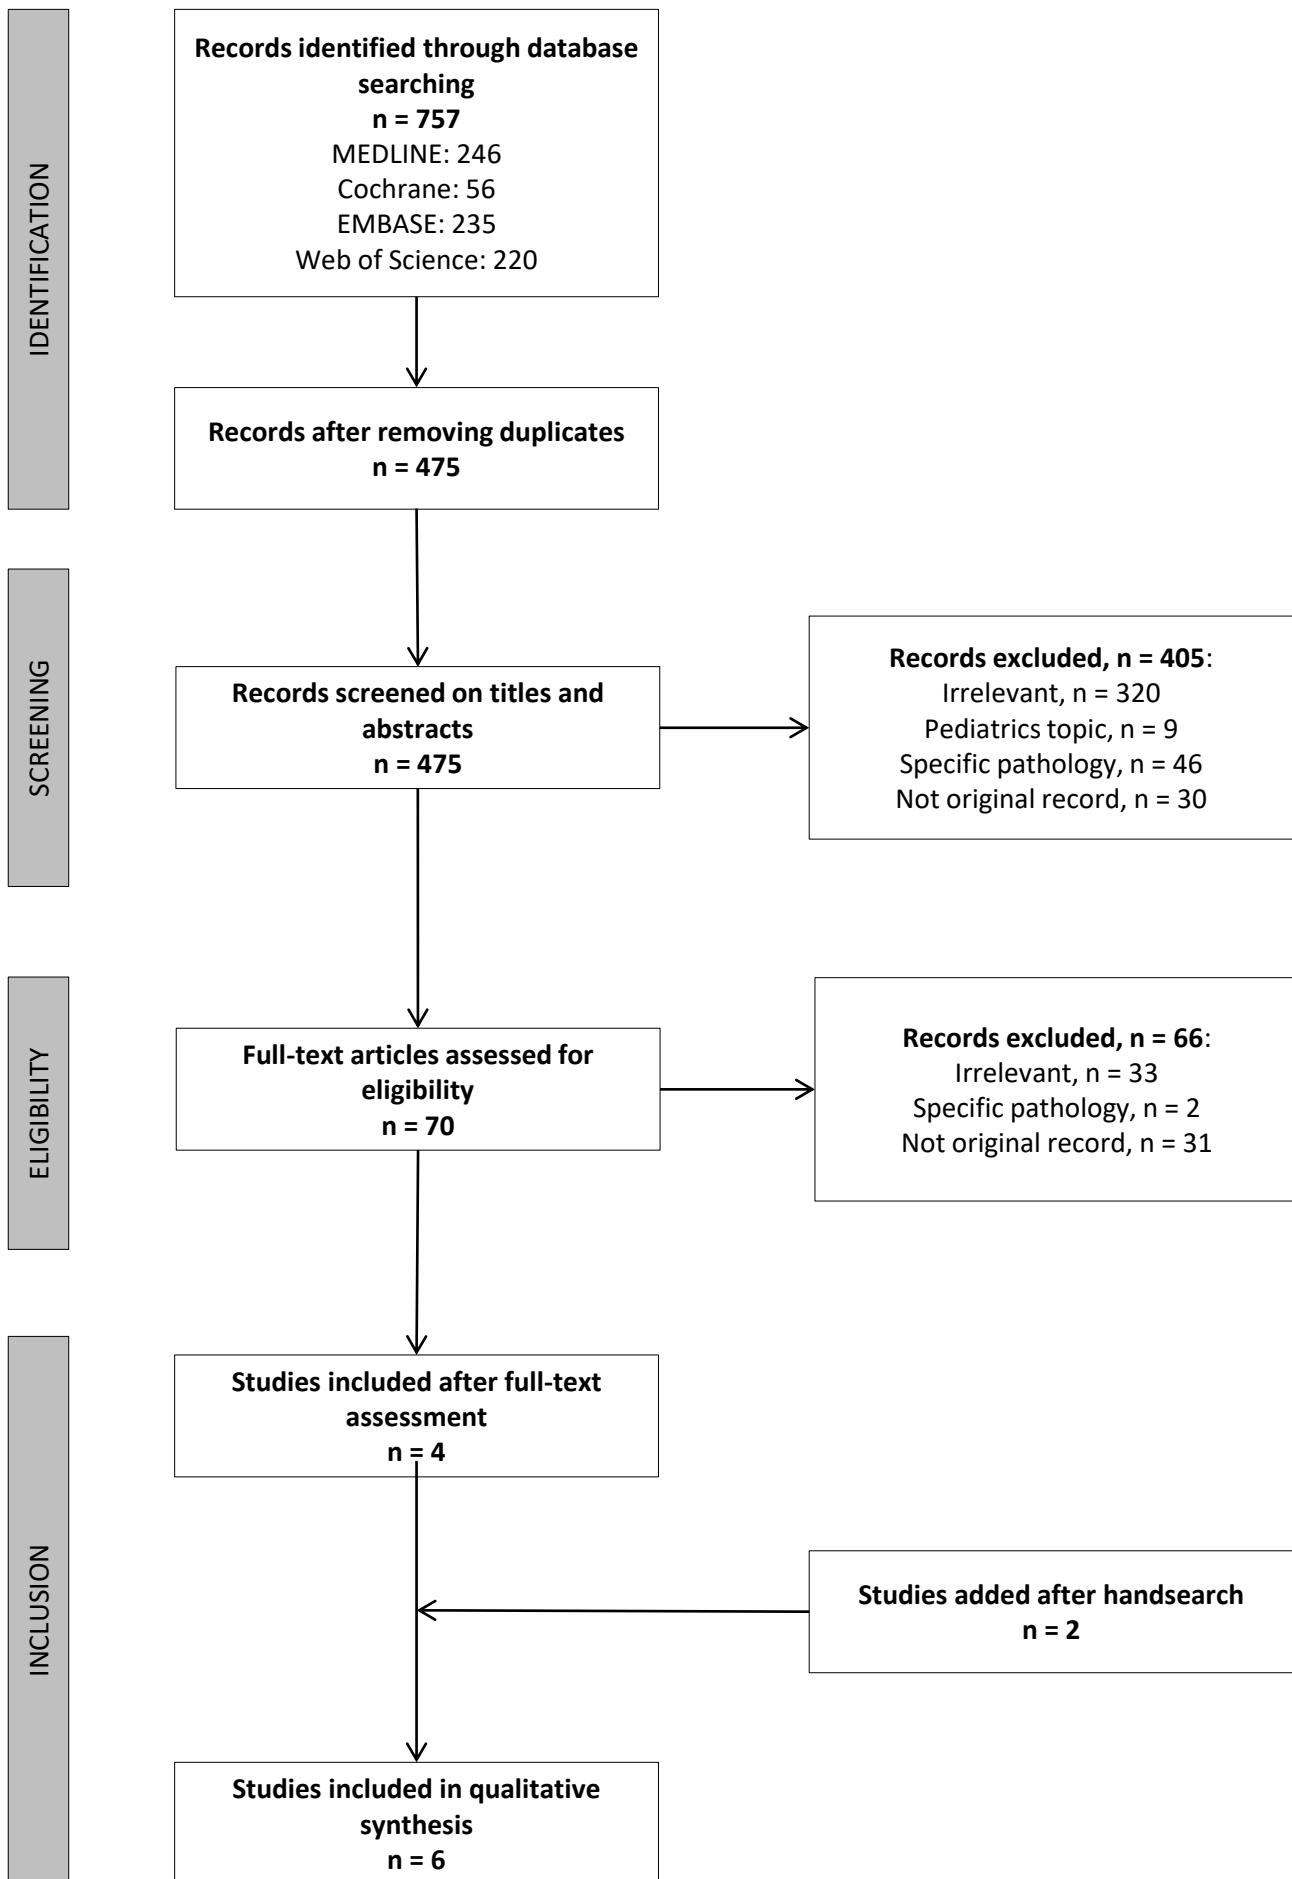 IDENTIFICATION
Records identified through database
searching
n = 757
MEDLINE: 246
Cochrane: 56
EMBASE: 235
Web of Science: 220
Records after removing duplicates
n = 475
SCREENING
Records screened on titles and
abstracts
n = 475
Records excluded, n = 405:
Irrelevant, n = 320
Pediatrics topic, n = 9
Specific pathology, n = 46
Not original record, n = 30
ELIGIBILITY
Full-text articles assessed for
eligibility
n = 70
Records excluded, n = 66:
Irrelevant, n = 33
Specific pathology, n = 2
Not original record, n = 31
INCLUSION
Studies included after full-text
assessment
n = 4
Studies added after handsearch
n = 2
Studies included in qualitative
synthesis
n = 6